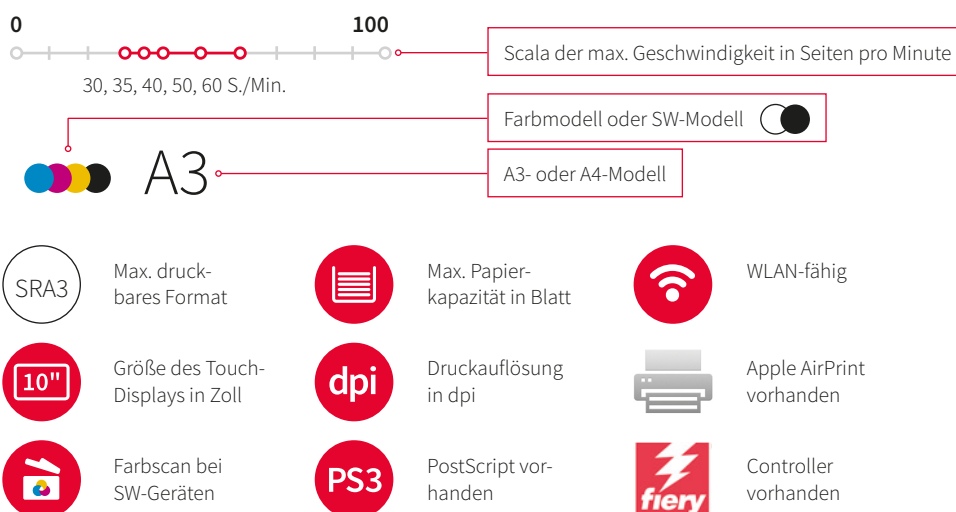 0
100
Scala der max. Geschwindigkeit in Seiten pro Minute
30, 35, 40, 50, 60 S./Min.
Farbmodell oder SW-Modell
A3
A3- oder A4-Modell
SRA3
Max. druck-
bares Format
Max. Papier-
kapazität in Blatt
WLAN-fähig
10"
Größe des Touch-
Displays in Zoll
dpi
Druckauflösung
in dpi
Apple AirPrint
vorhanden
Farbscan bei
SW-Geräten
PS3
PostScript vor-
handen
fiery
Controller
vorhanden